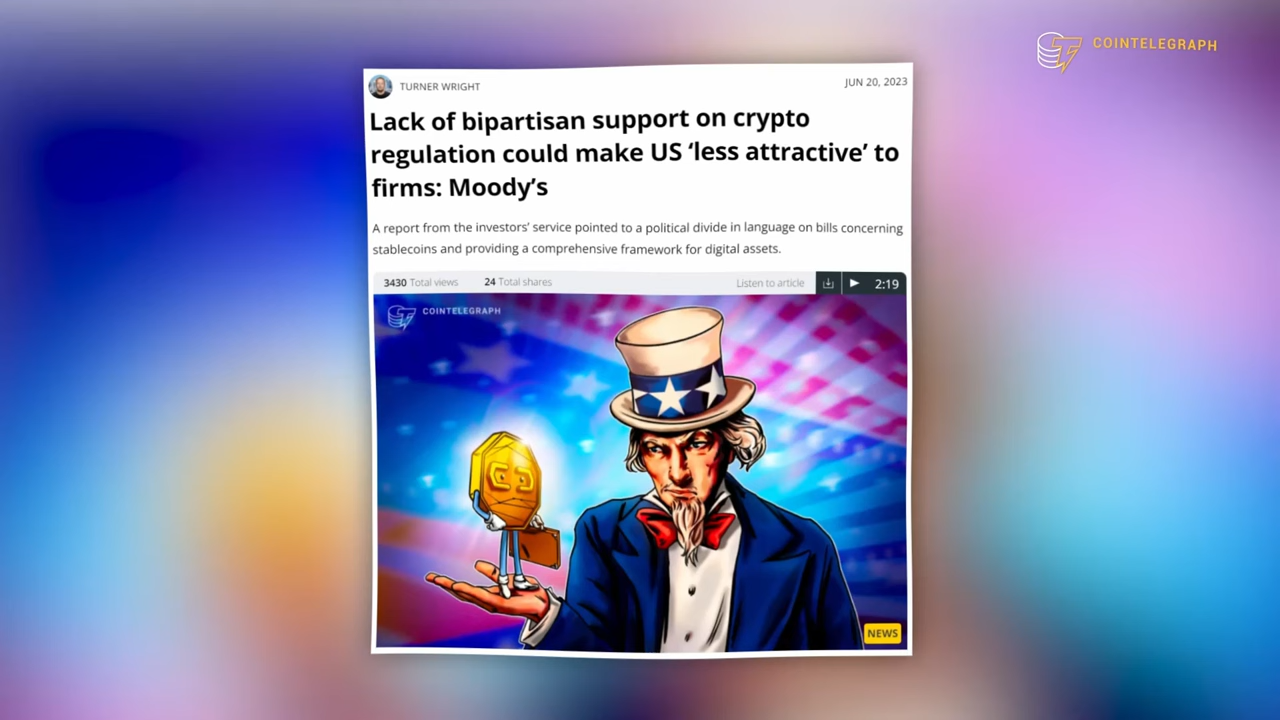 COINTELEGRAPH
TURNER WRIGHT
JUN 20, 2023
Lack of bipartisan support on crypto
regulation could make US ‘less attractive’ to
firms: Moody’s
A report from the investors’ service pointed to a political divide in language on bills concerning
stablecoins and providing a comprehensive framework for digital assets.
3430 Total views 24 Total shares Listen to article 2:19
COINTELEGRAPH
NEWS